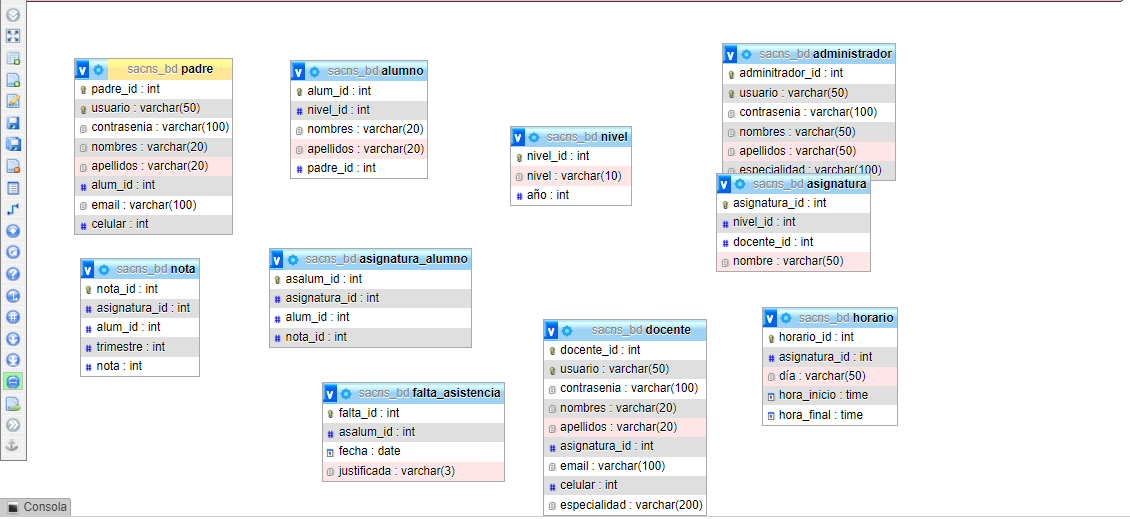 sacns_bd padre
padre_id : int
usuario : varchar(50)
contrasenia : varchar(100)
nombres : varchar(20)
apellidos : varchar(20)
alum_id : int
email : varchar(100)
celular : int
sacns_bd alumno
alum_id : int
nivel_id : int
nombres : varchar(20)
apellidos : varchar(20)
padre_id : int
sacns_bd nivel
nivel_id : int
nivel : varchar(10)
año : int
sacns_bd administrador
adminitrador_id : int
usuario : varchar(50)
contrasenia : varchar(100)
nombres : varchar(50)
apellidos : varchar(50)
especialidad : varchar(100)
sacns_bd asignatura
asignatura_id : int
nivel_id : int
docente_id : int
nombre : varchar(50)
sacns_bd nota
nota_id : int
asignatura_id : int
alum_id : int
trimestre : int
nota : int
sacns_bd asignatura_alumno
asalum_id : int
asignatura_id : int
alum_id : int
nota_id : int
sacns_bd falta_asistencia
falta_id : int
asalum_id : int
fecha : date
justificada : varchar(3)
sacns_bd docente
docente_id : int
usuario : varchar(50)
contrasenia : varchar(100)
nombres : varchar(20)
apellidos : varchar(20)
asignatura_id : int
email : varchar(100)
celular : int
especialidad : varchar(200)
sacns_bd horario
horario_id : int
asignatura_id : int
día : varchar(50)
hora_inicio : time
hora_final : time
Consola